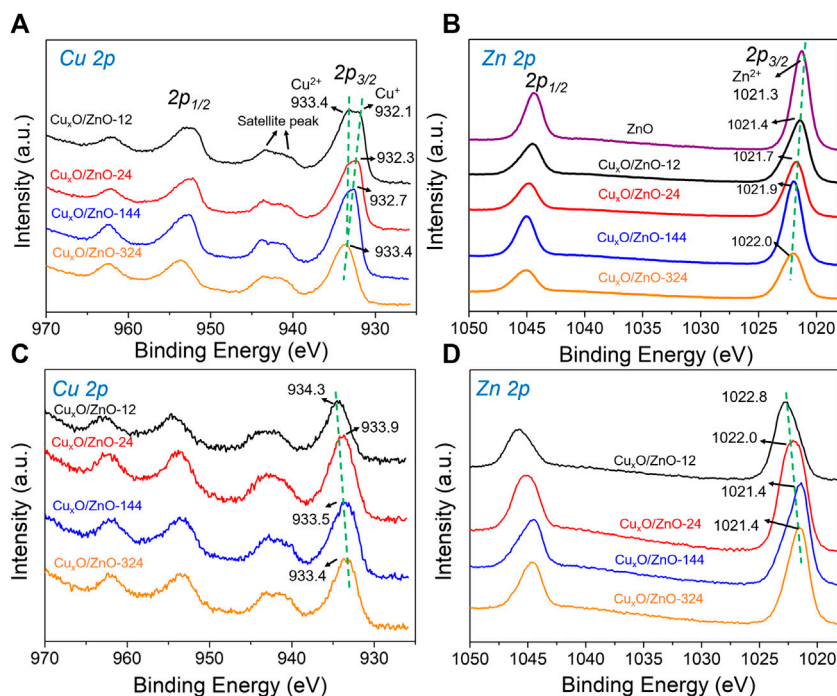 A
Cu 2p
2p3/2
Cu2+
933.4
Cu+
932.1
2p1/2
Satellite peak
CuxO/ZnO-12
932.3
CuxO/ZnO-24
932.7
CuxO/ZnO-144
933.4
CuxO/ZnO-324
Intensity (a.u.)
970 960 950 940 930
Binding Energy (eV)
B
Zn 2p
2p3/2
2p1/2
Zn2+
1021.3
ZnO
1021.4
CuxO/ZnO-12
1021.7
CuxO/ZnO-24
1021.9
CuxO/ZnO-144
1022.0
CuxO/ZnO-324
Intensity (a.u.)
1050 1045 1040 1035 1030 1025 1020
Binding Energy (eV)
C
Cu 2p
934.3
CuxO/ZnO-12
933.9
CuxO/ZnO-24
CuxO/ZnO-144
933.5
CuxO/ZnO-324
933.4
Intensity (a.u.)
970 960 950 940 930
Binding Energy (eV)
D
Zn 2p
1022.8
1022.0
CuxO/ZnO-12
1021.4
CuxO/ZnO-24
1021.4
CuxO/ZnO-144
CuxO/ZnO-324
Intensity (a.u.)
1050 1045 1040 1035 1030 1025 1020
Binding Energy (eV)